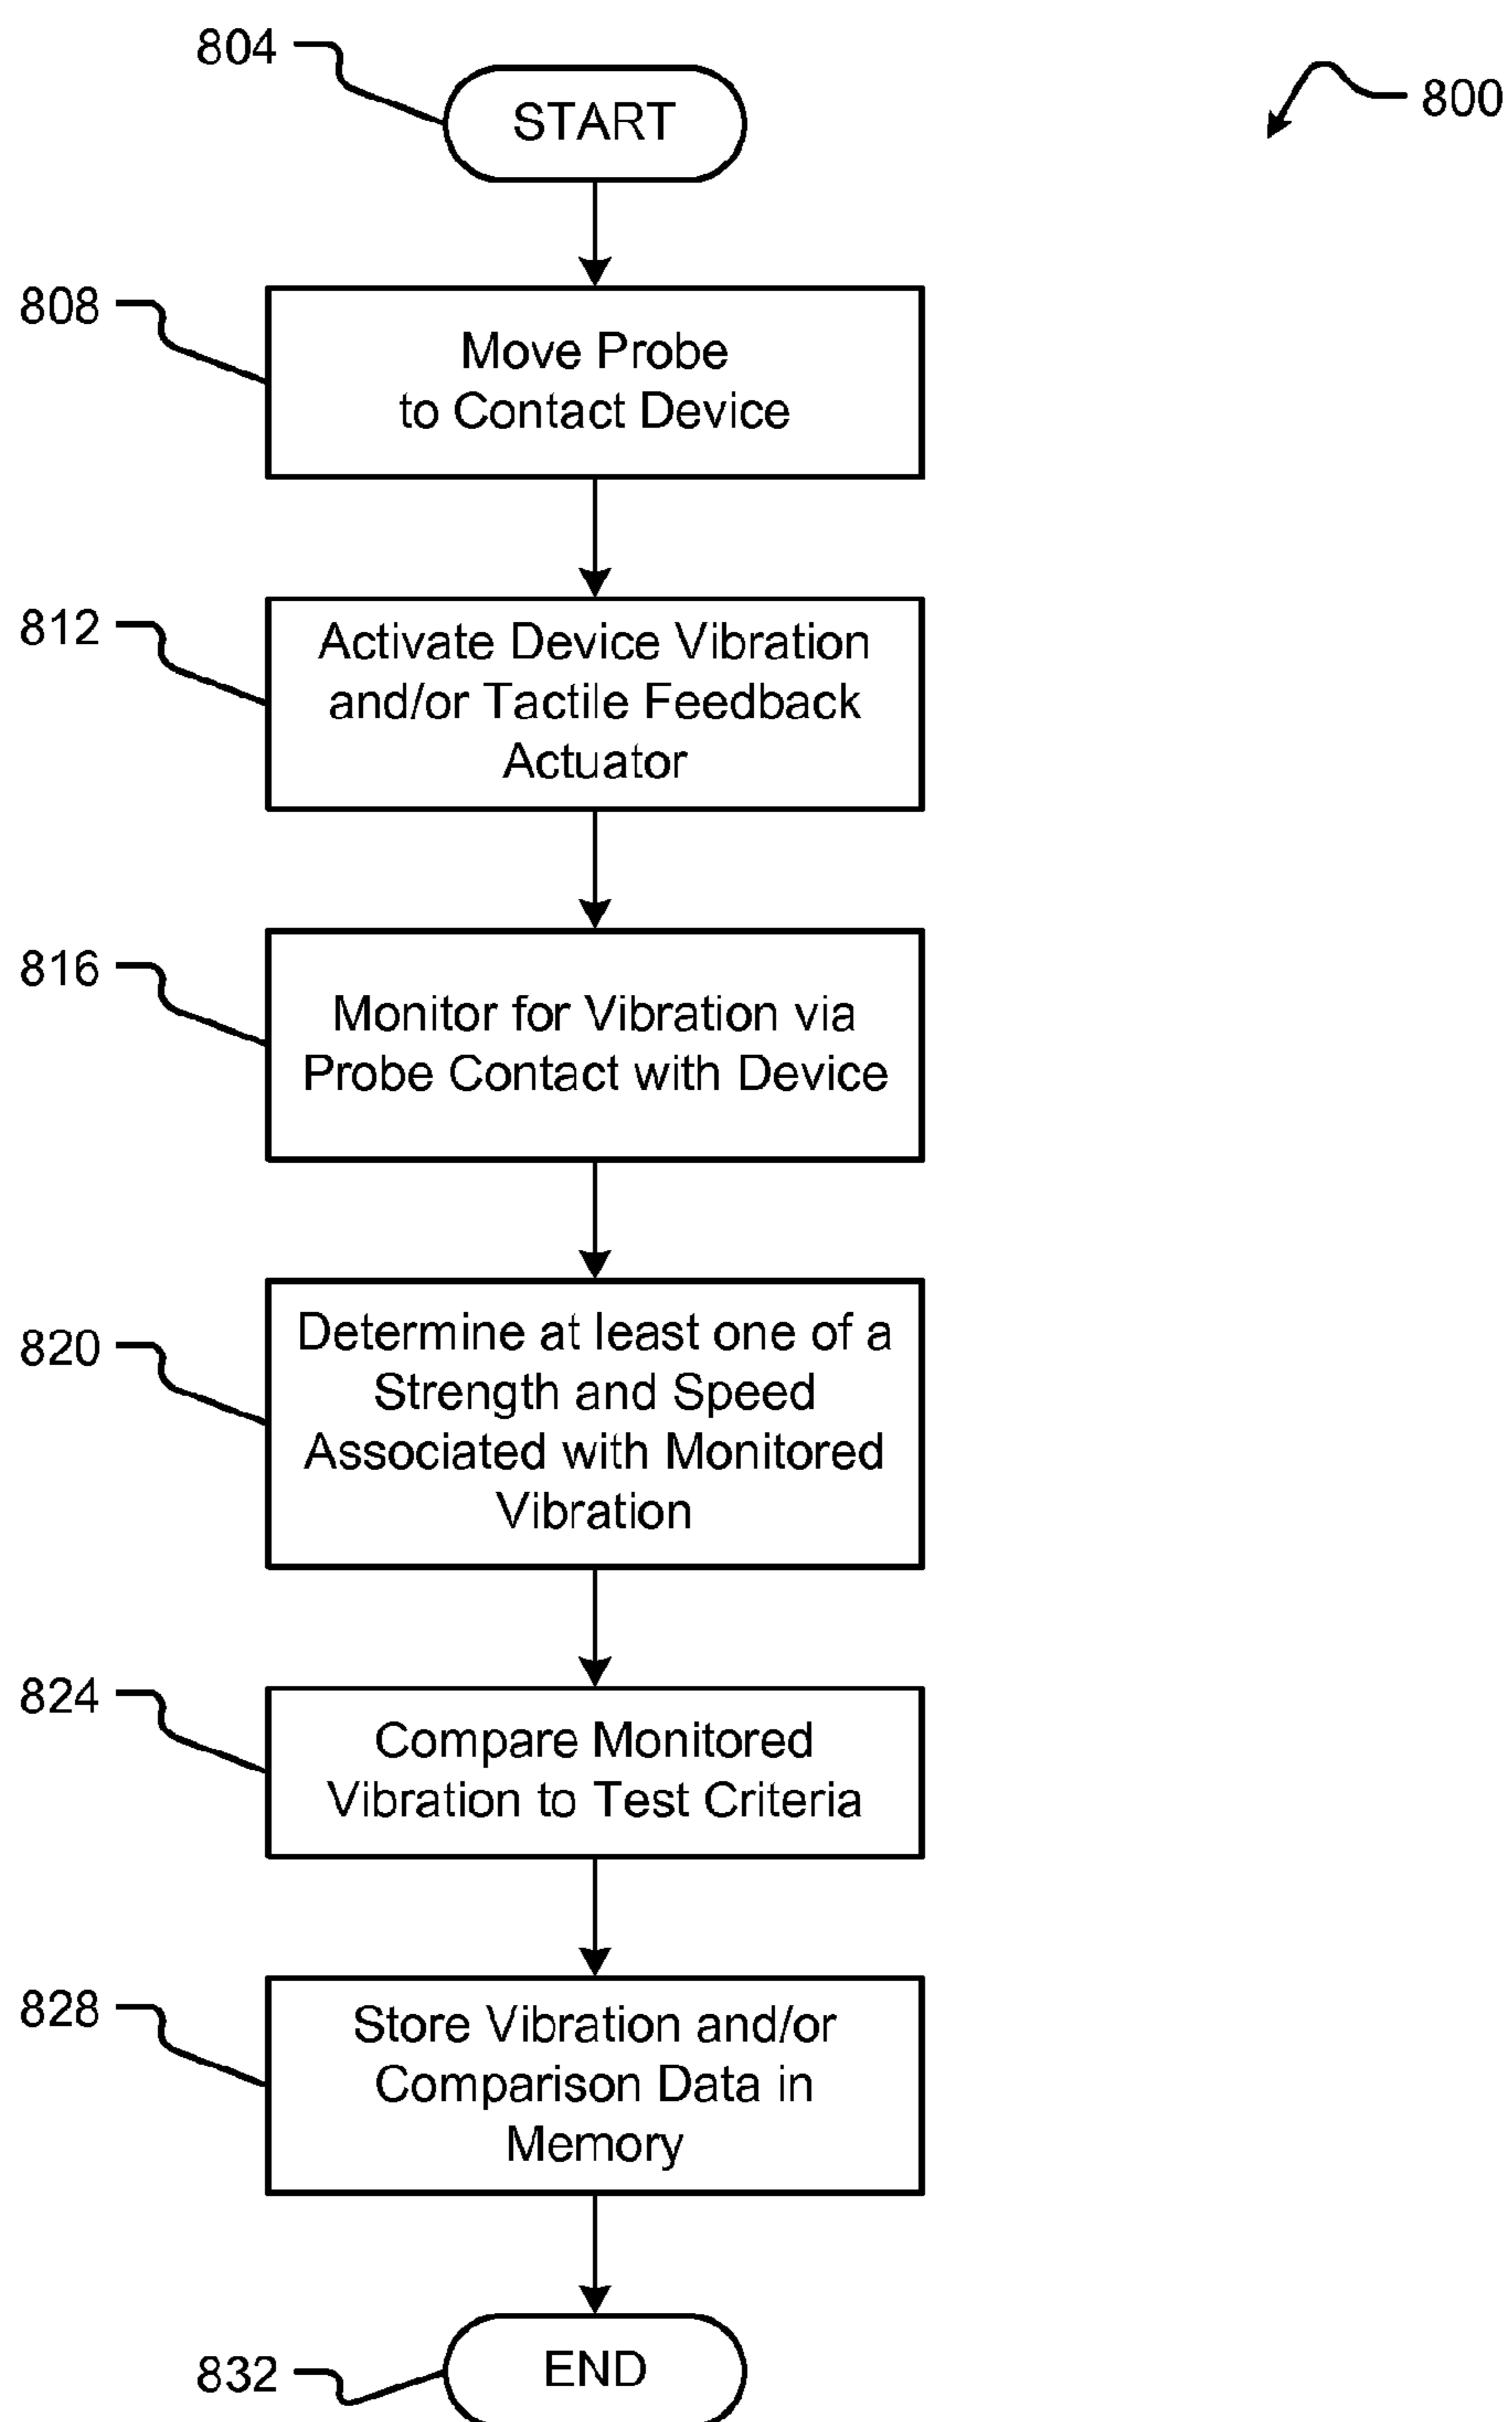 804
START
800
808
Move Probe
to Contact Device
812
Activate Device Vibration
and/or Tactile Feedback
Actuator
816
Monitor for Vibration via
Probe Contact with Device
820
Determine at least one of a
Strength and Speed
Associated with Monitored
Vibration
824
Compare Monitored
Vibration to Test Criteria
828
Store Vibration and/or
Comparison Data in
Memory
832
END